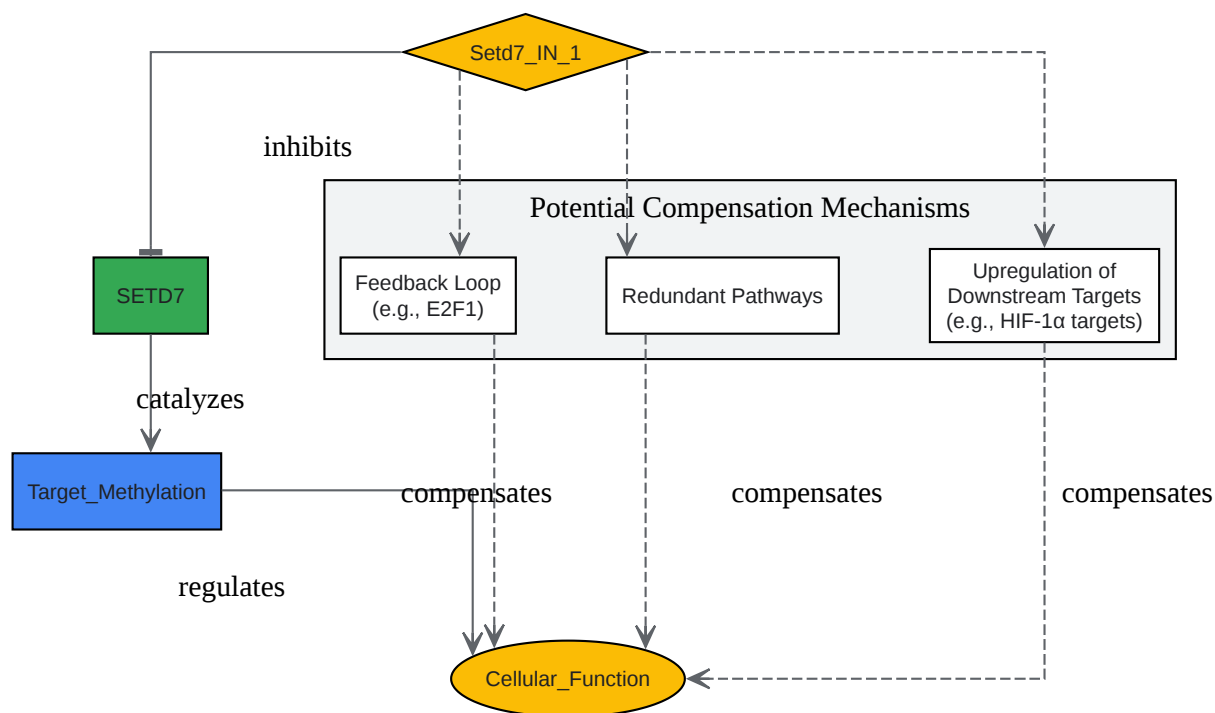 Setd7_IN_1
inhibits
Potential Compensation Mechanisms
SETD7
Feedback Loop
(e.g., E2F1)
Redundant Pathways
Upregulation of
Downstream Targets
(e.g., HIF-1α targets)
catalyzes
Target_Methylation
compensates
compensates
compensates
regulates
Cellular_Function